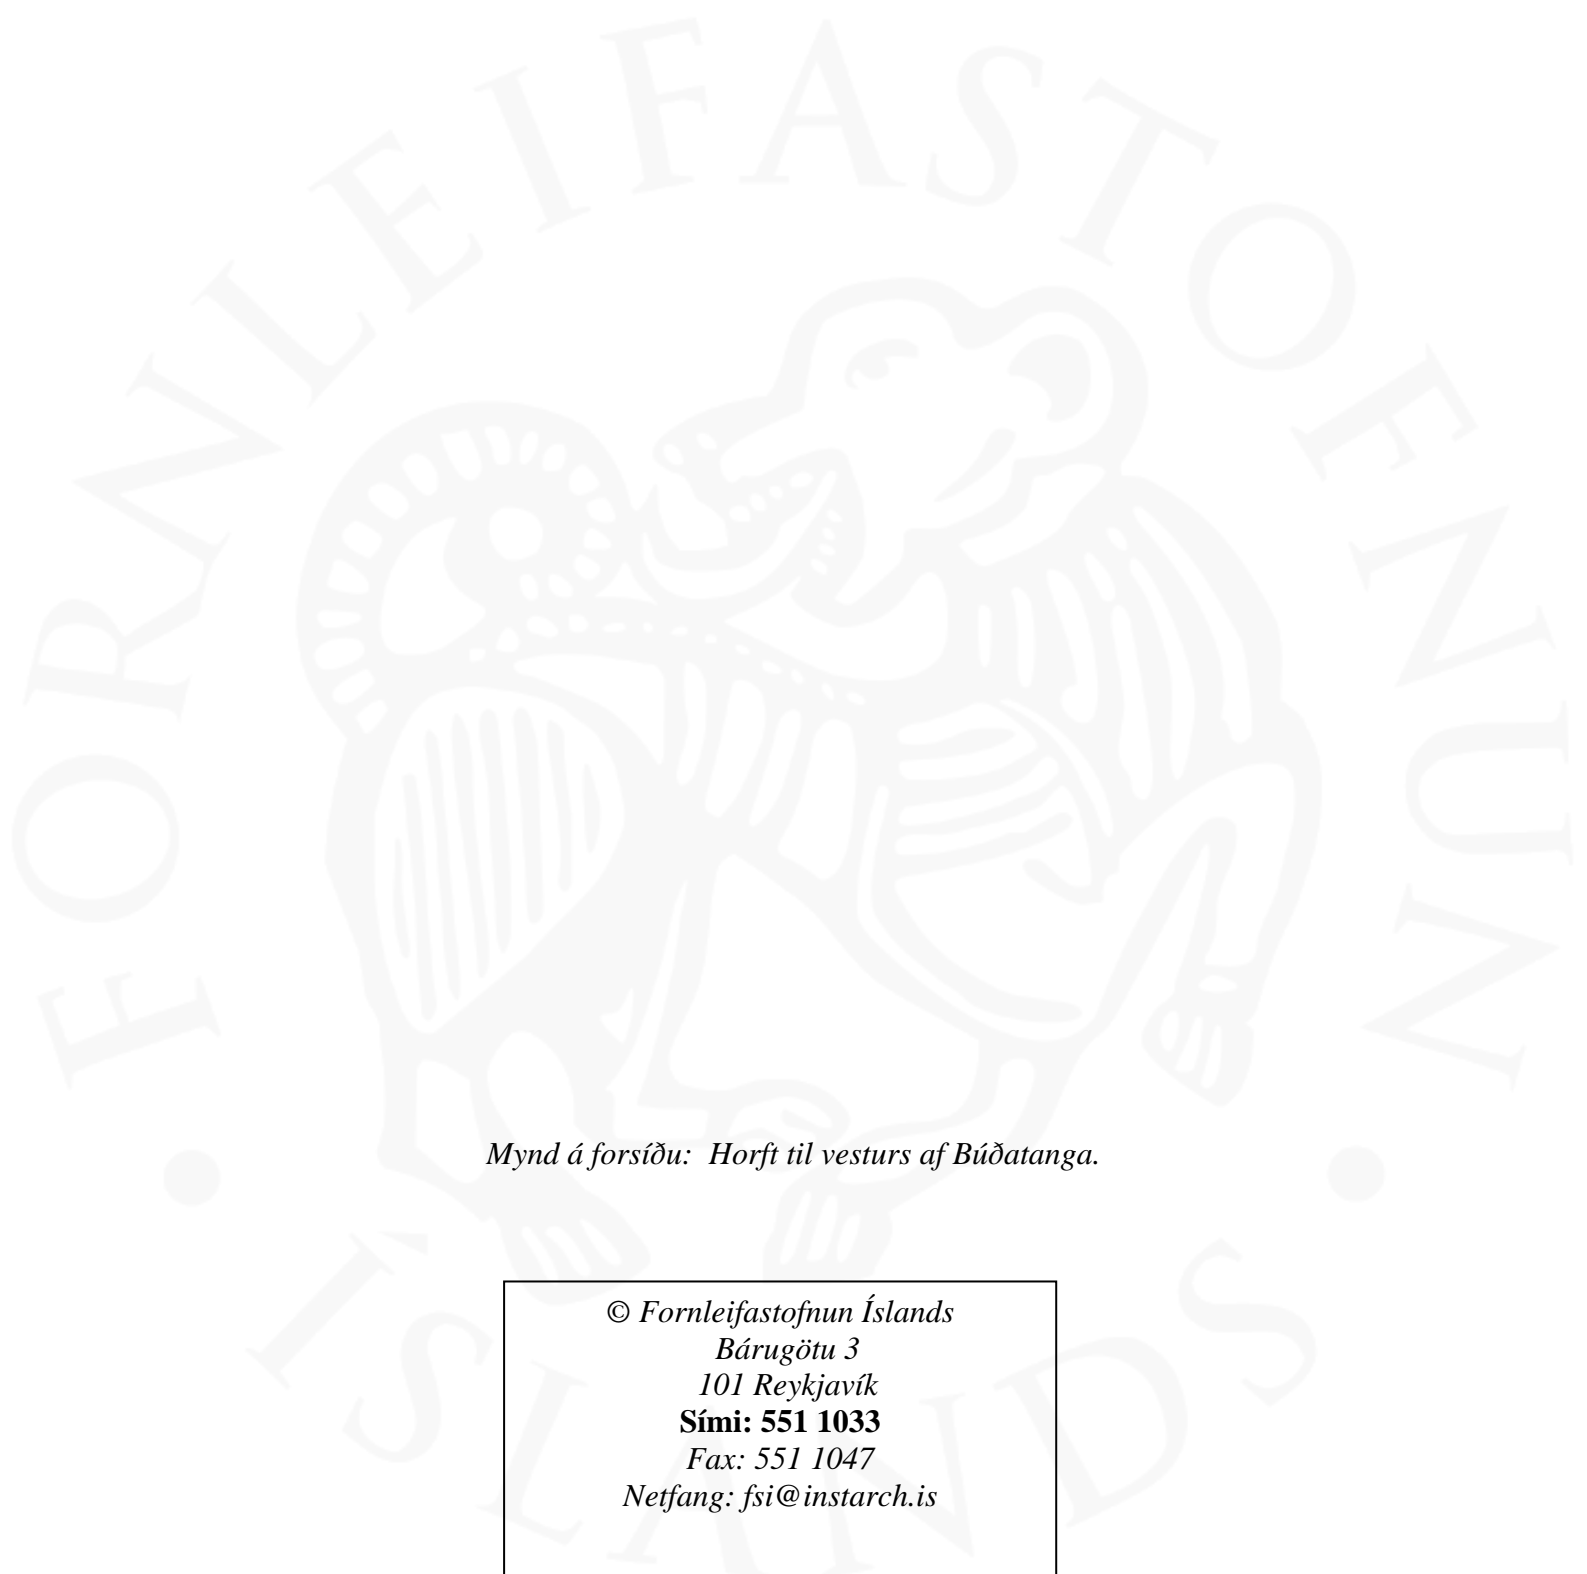 FORNLEIFASTOFNUN
ÍSLANDS
Mynd á forsíðu: Horft til vesturs af Búðatanga.
© Fornleifastofnun Íslands
Bárugötu 3
101 Reykjavík
Sími: 551 1033
Fax: 551 1047
Netfang: fsi@instarch.is